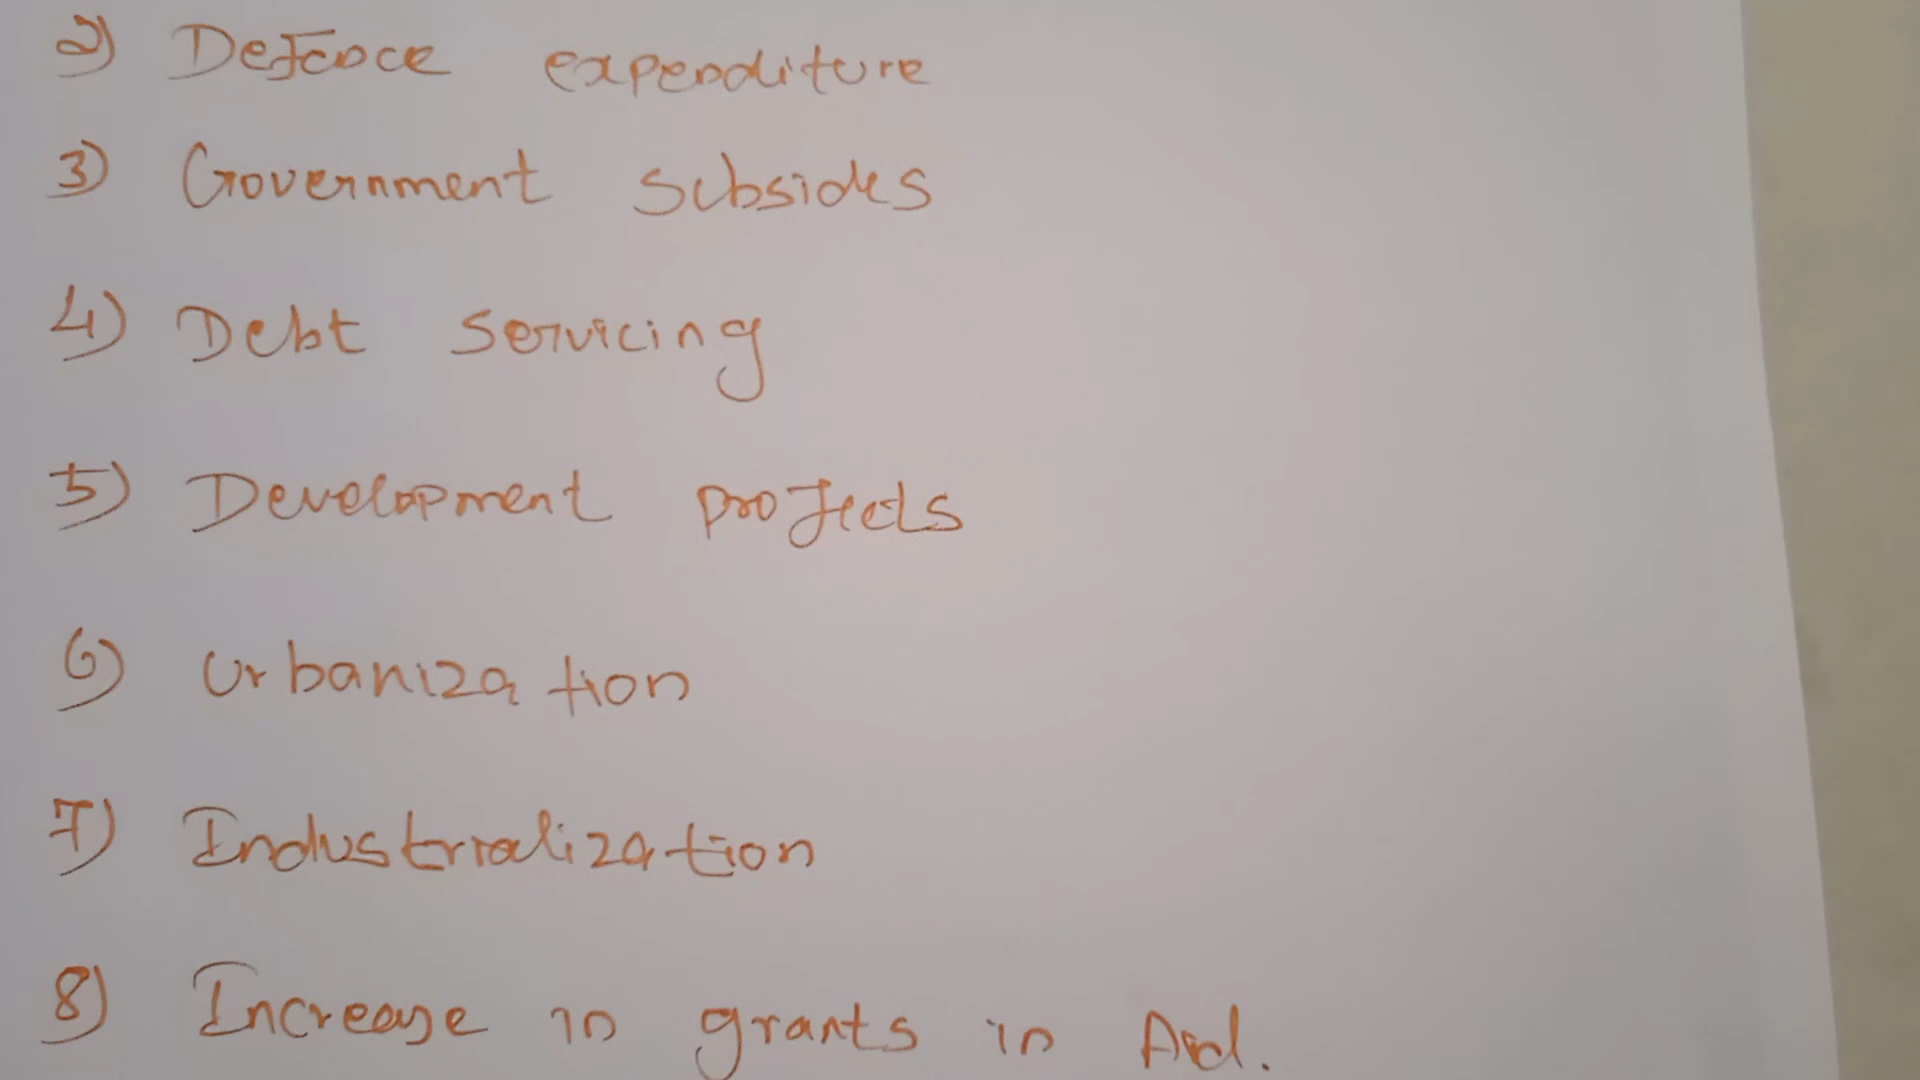 2) Defence expenditure
3) Government subsides
4) Debt servicing
5) Development projects
6) Urbanization
7) Industrialization
8) Increase in grants in Aid.